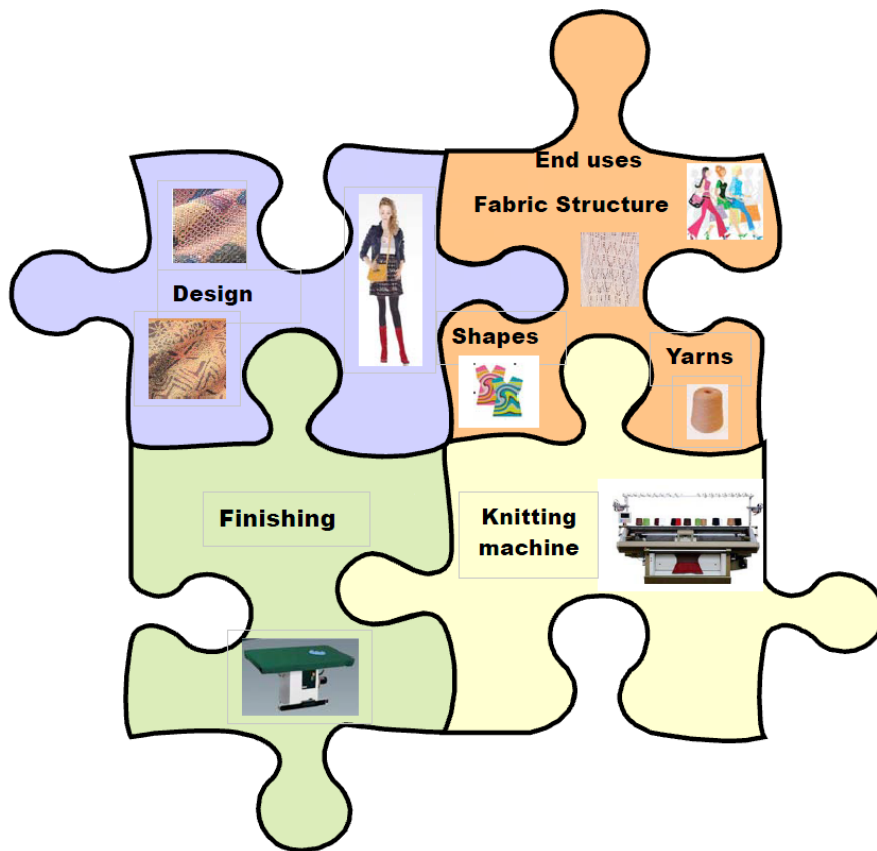 End uses
Fabric Structure
Design
Shapes
Yarns
Finishing
Knitting
machine